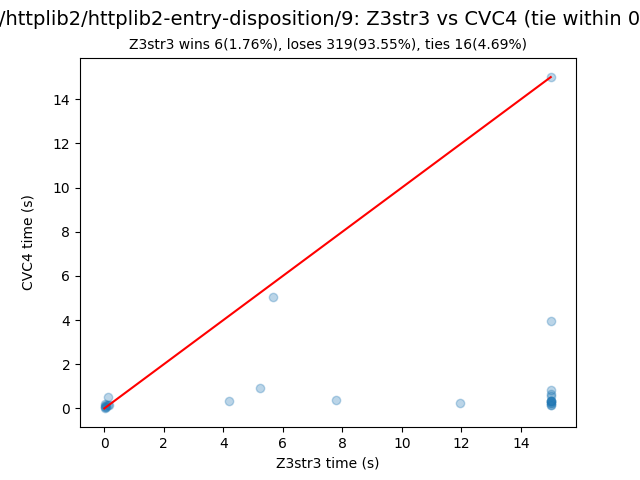 /httplib2/httplib2-entry-disposition/9: Z3str3 vs CVC4 (tie within 0
Z3str3 wins 6(1.76%), loses 319(93.55%), ties 16(4.69%)
14
12
10
8
6
4
2
0
CVC4 time (s)
0 2 4 6 8 10 12 14
Z3str3 time (s)